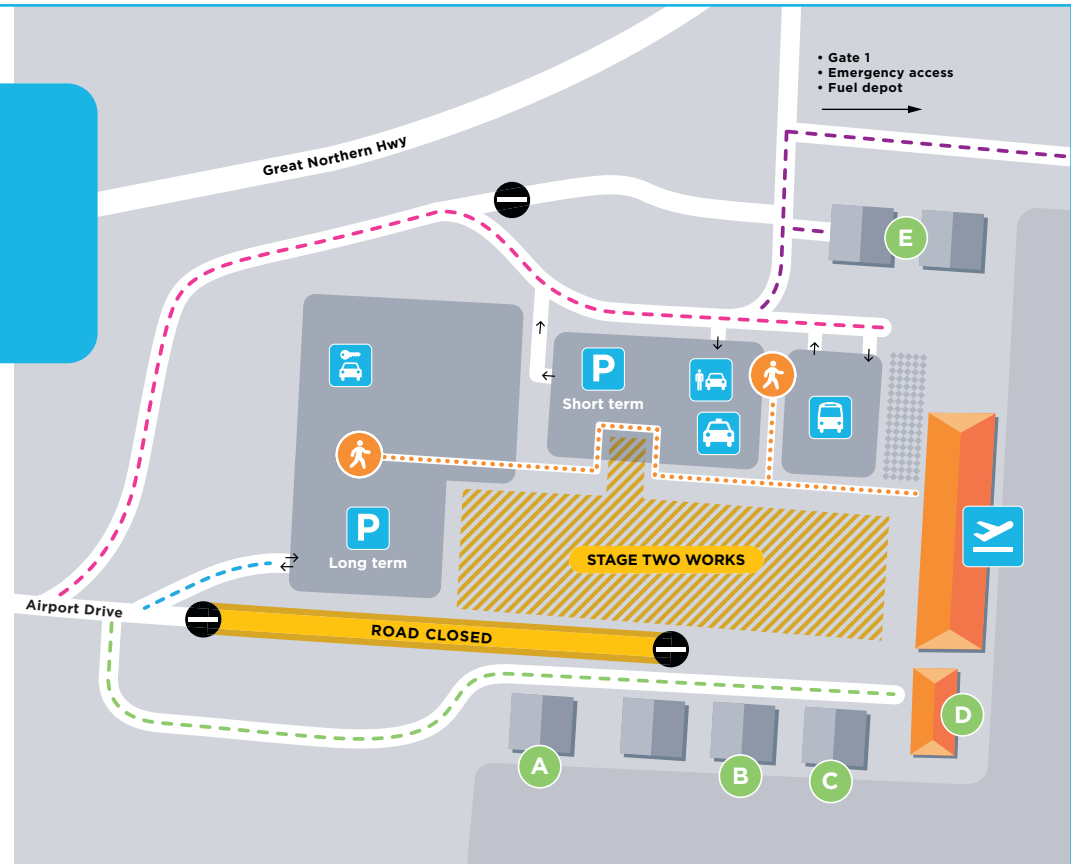 • Gate 1
• Emergency access
• Fuel depot
Great Northern Hwy
E
P
Short term
P
Long term
STAGE TWO WORKS
Airport Drive
ROAD CLOSED
D
A
B
C